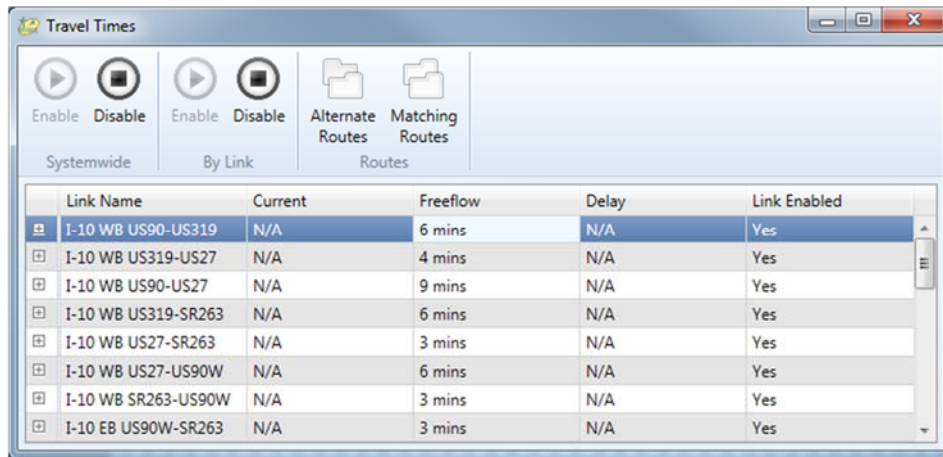 Travel Times
Enable Disable Enable Disable Alternate Routes Matching Routes
Systemwide By Link Routes
Link Name Current Freeflow Delay Link Enabled
I-10 WB US90-US319 N/A 6 mins N/A Yes
I-10 WB US319-US27 N/A 4 mins N/A Yes
I-10 WB US90-US27 N/A 9 mins N/A Yes
I-10 WB US319-SR263 N/A 6 mins N/A Yes
I-10 WB US27-SR263 N/A 3 mins N/A Yes
I-10 WB US27-US90W N/A 6 mins N/A Yes
I-10 WB SR263-US90W N/A 3 mins N/A Yes
I-10 EB US90W-SR263 N/A 3 mins N/A Yes